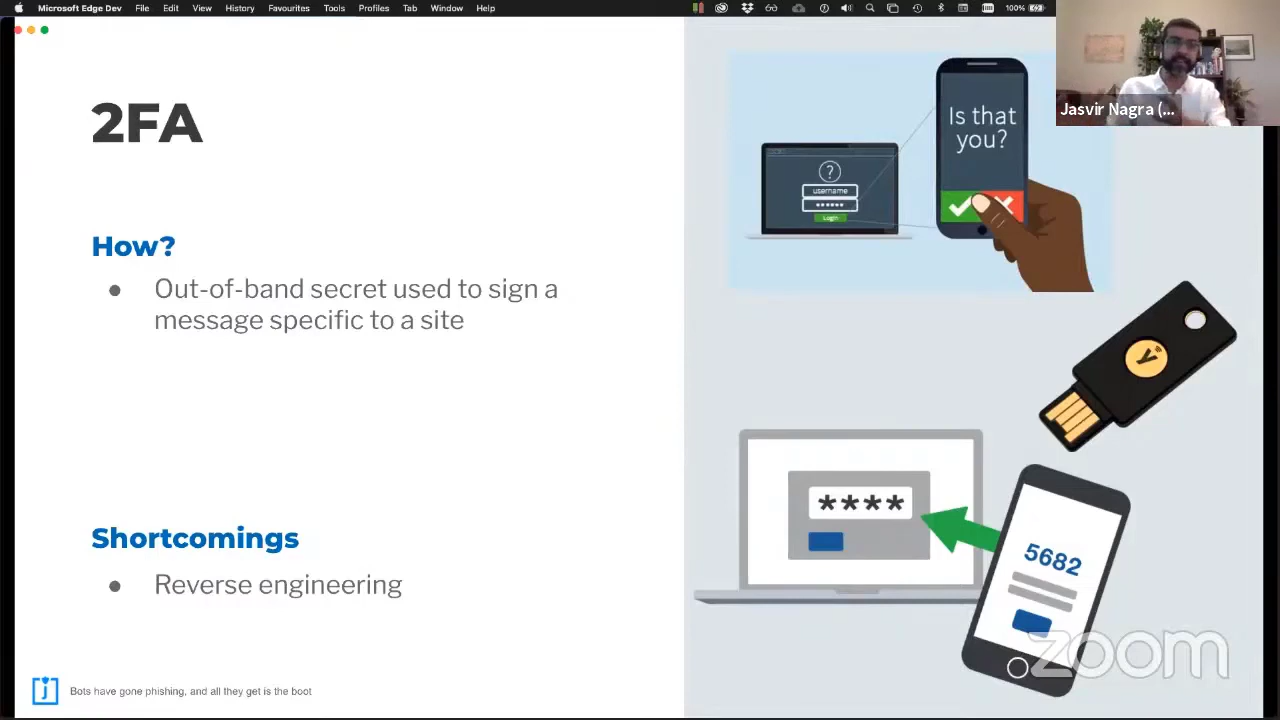 Microsoft Edge Dev File Edit View History Favourites Tools Profiles Tab Window Help 100%
2FA
How?
● Out-of-band secret used to sign a
message specific to a site
Shortcomings
● Reverse engineering
Bots have gone phishing, and all they get is the boot
Is that
you?
?
username
******
Login
y
****
5682
zoom
Jasvir Nagra (...